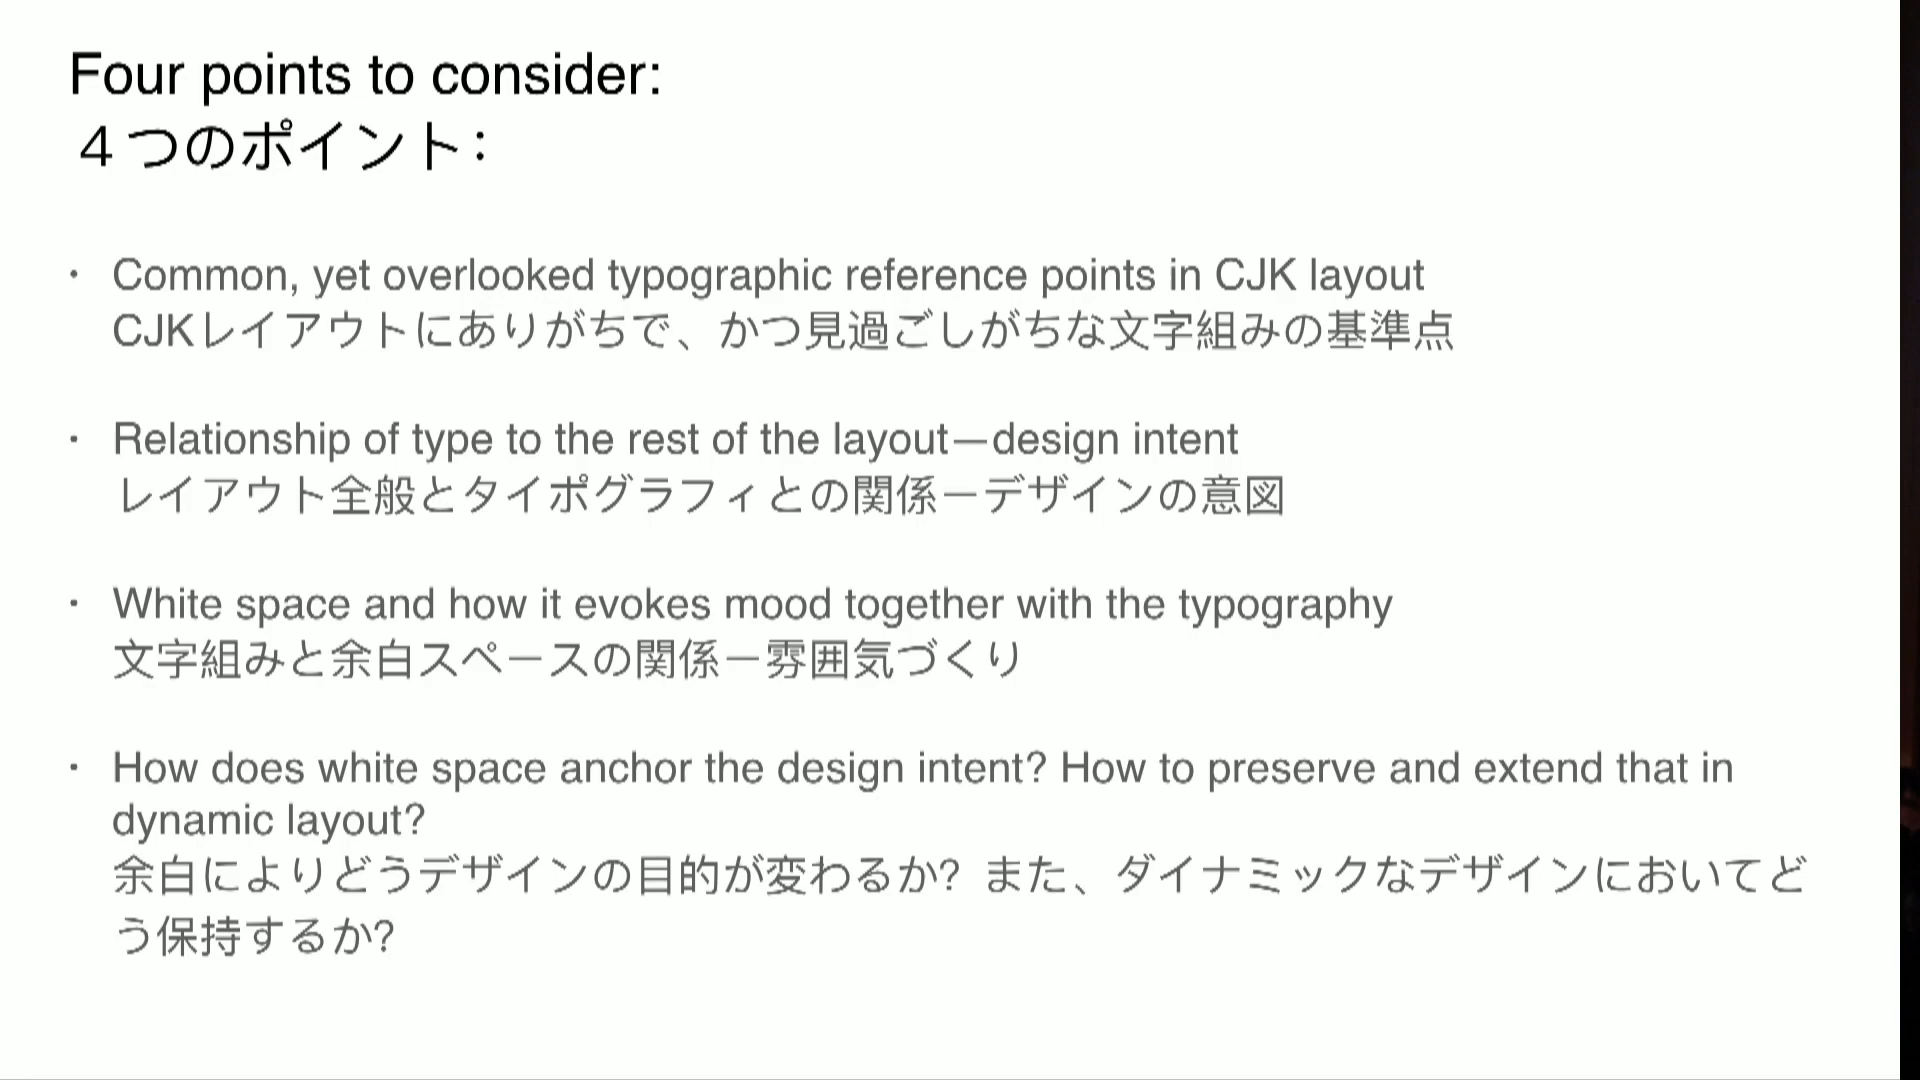 Four points to consider:
４つのポイント：
・ Common, yet overlooked typographic reference points in CJK layout
CJKレイアウトにありがちで、かつ見過ごしがちな文字組みの基準点
・ Relationship of type to the rest of the layout—design intent
レイアウト全般とタイポグラフィとの関係－デザインの意図
・ White space and how it evokes mood together with the typography
文字組みと余白スペースの関係－雰囲気づくり
・ How does white space anchor the design intent? How to preserve and extend that in
dynamic layout?
余白によりどうデザインの目的が変わるか? また、ダイナミックなデザインにおいてど
う保持するか?